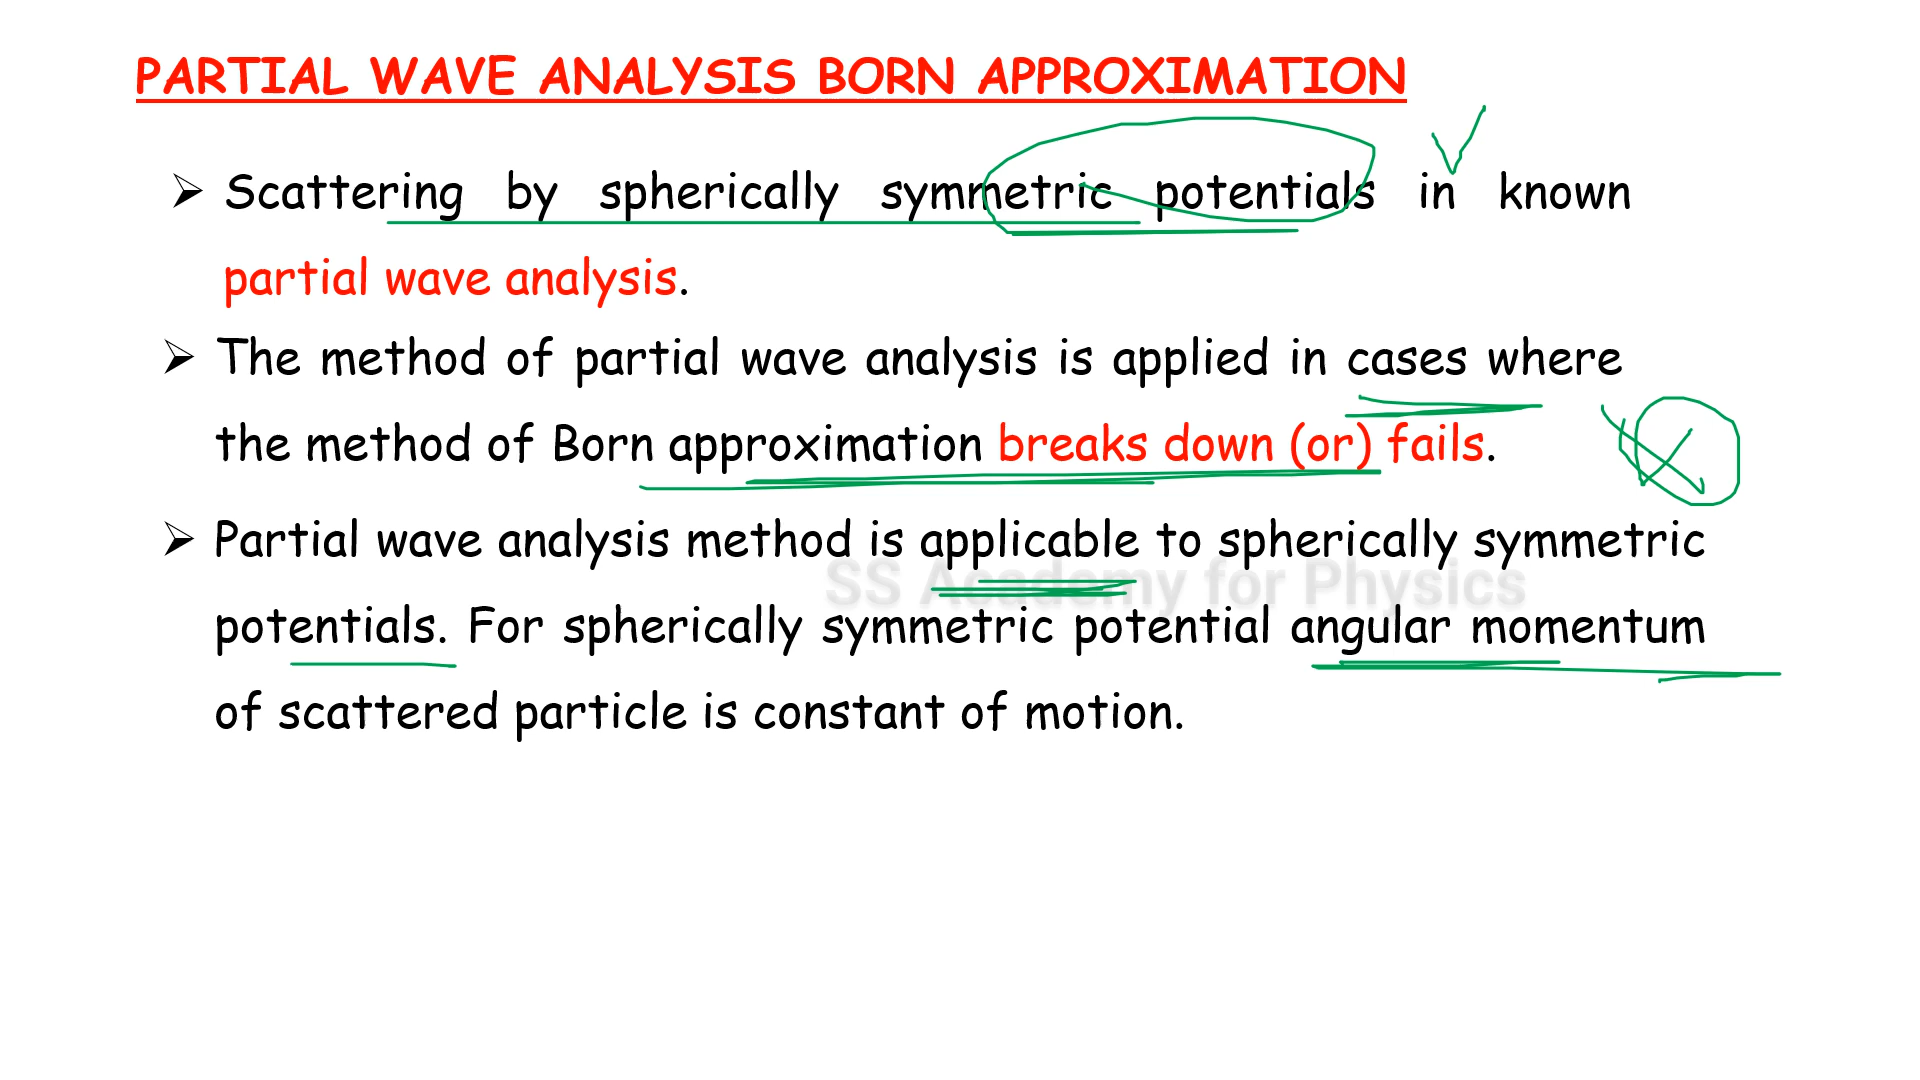 PARTIAL WAVE ANALYSIS BORN APPROXIMATION
➢ Scattering by spherically symmetric potentials in known
partial wave analysis.
➢ The method of partial wave analysis is applied in cases where
the method of Born approximation breaks down (or) fails.
➢ Partial wave analysis method is applicable to spherically symmetric
SS Academy for Physics
potentials. For spherically symmetric potential angular momentum
of scattered particle is constant of motion.